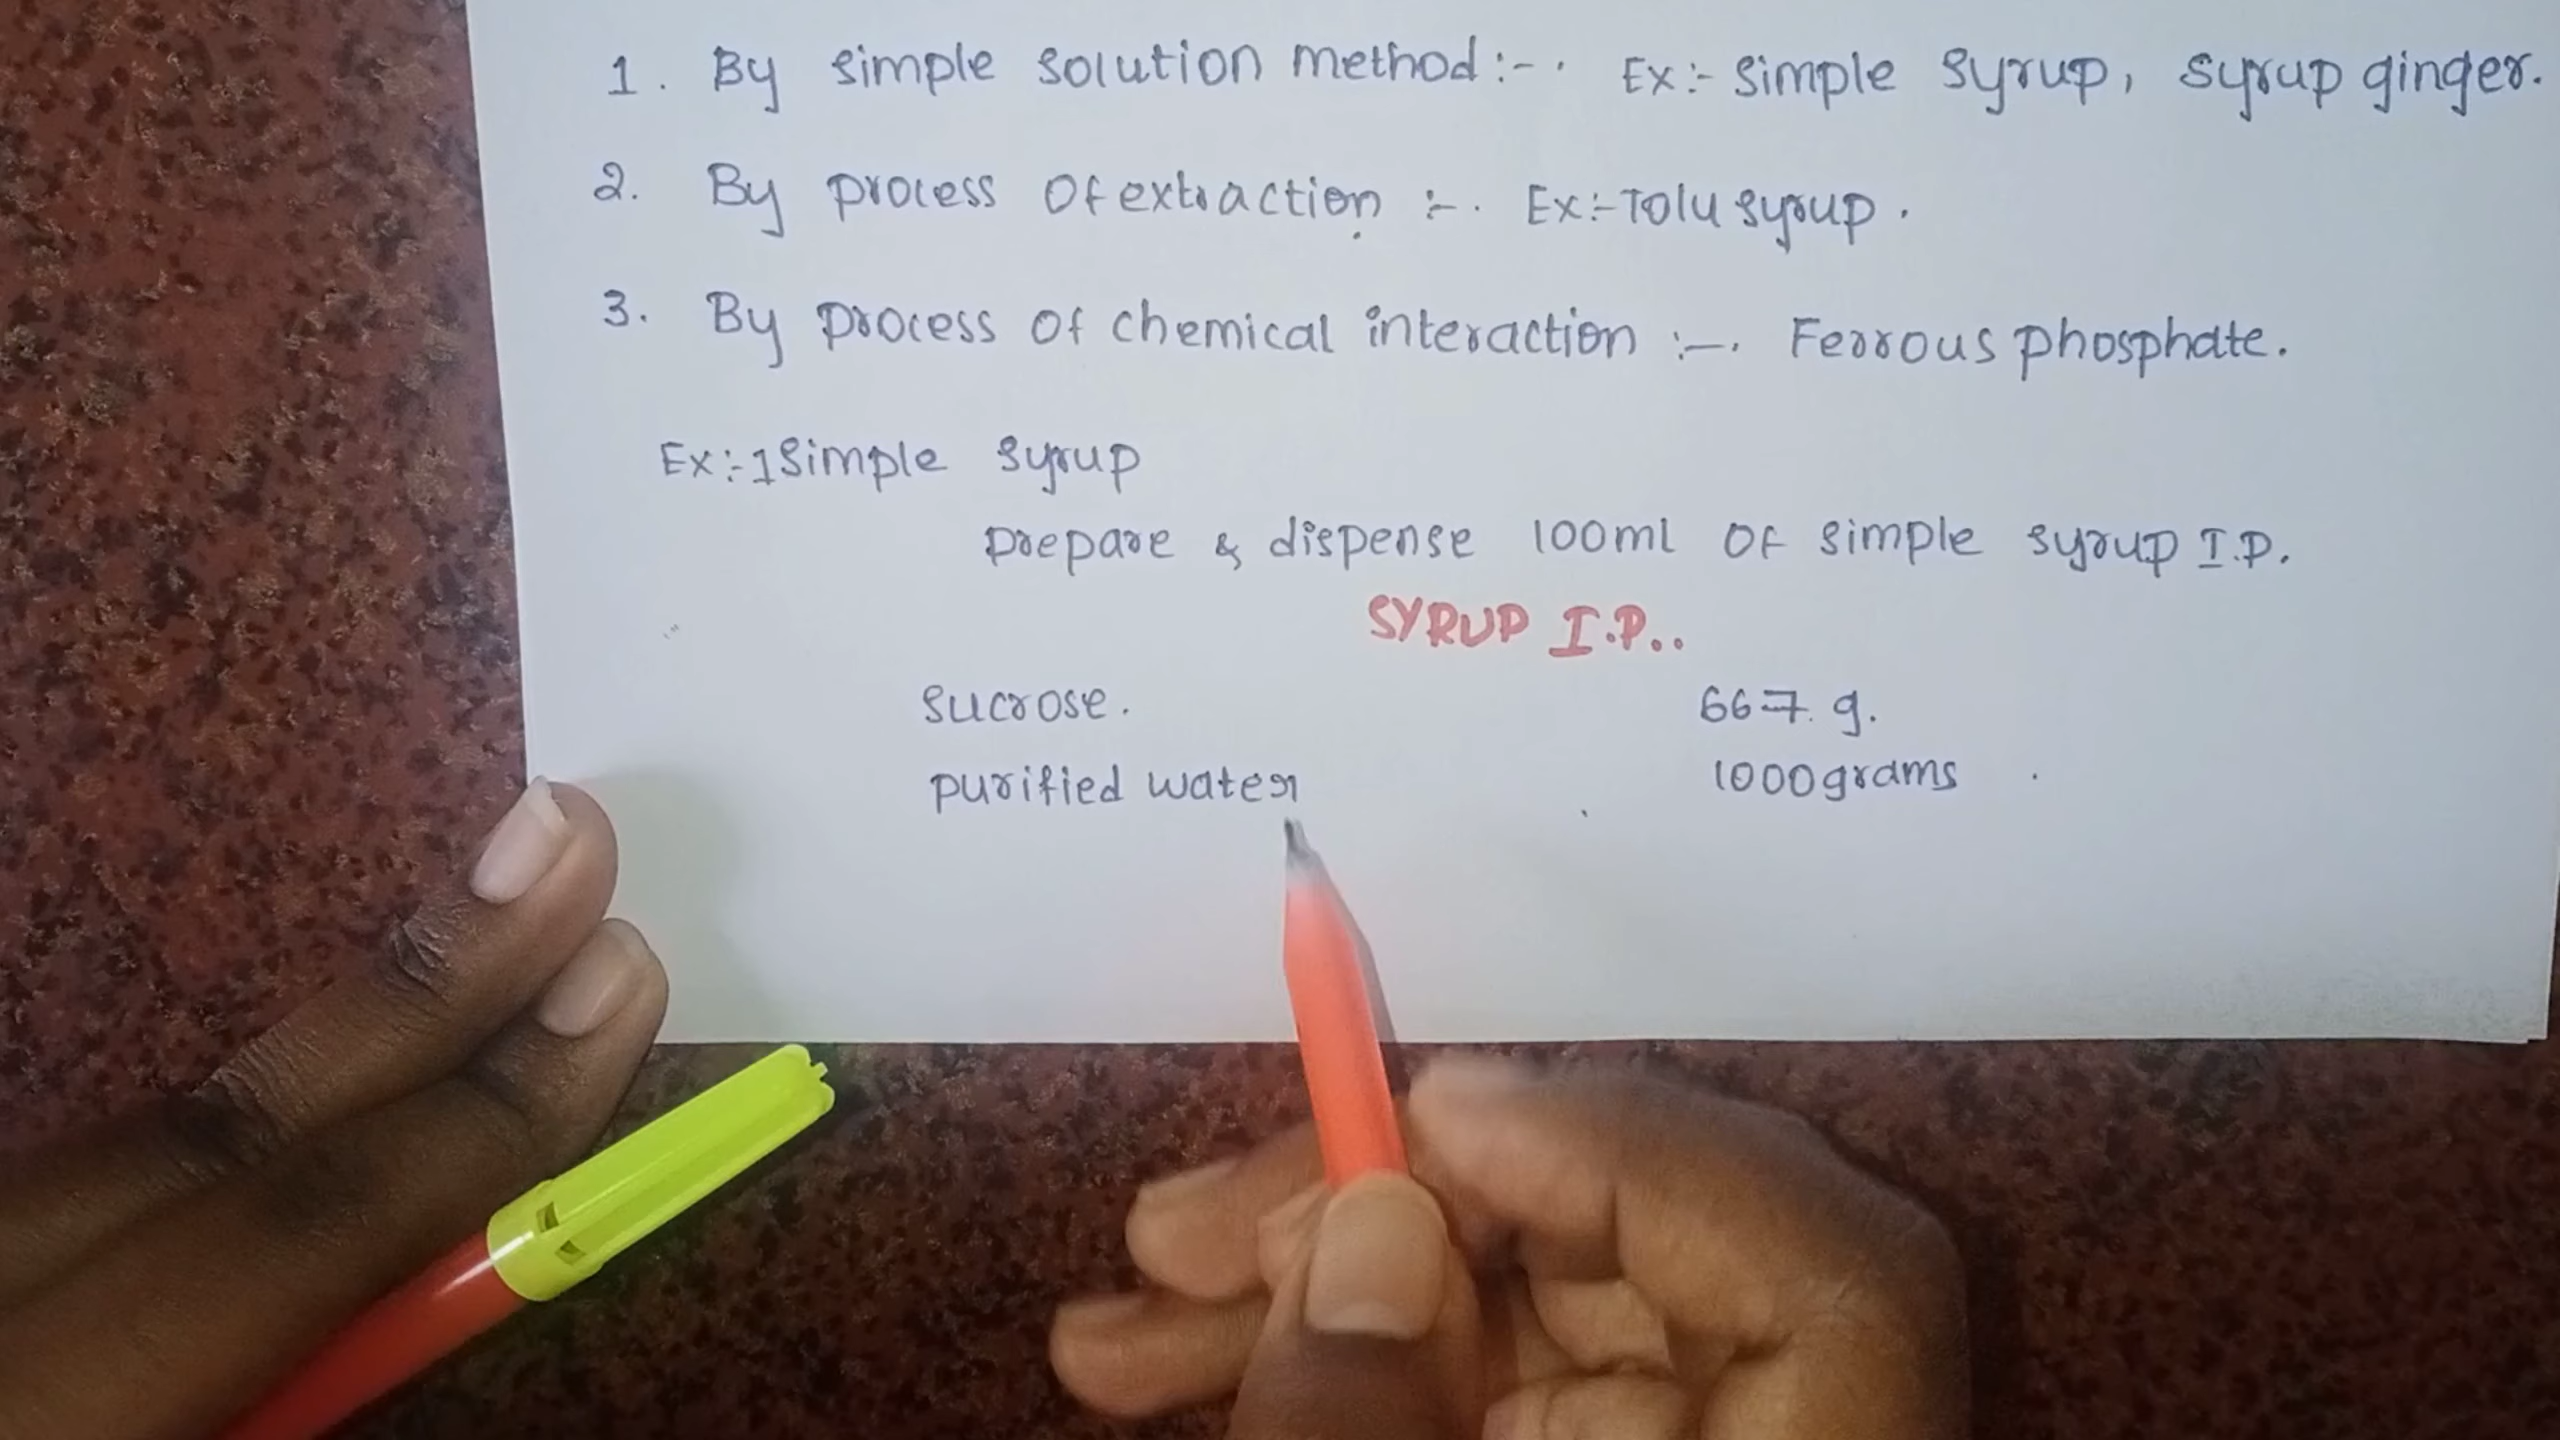 1. By simple solution method :- . Ex:- simple syrup, syrup ginger.
2. By process of extraction :- . Ex:- Tolu syrup.
3. By process of chemical interaction :- . Ferrous phosphate.
Ex:- 1 simple syrup
prepare & dispense 100ml of simple syrup I.P.
SYRUP I.P..
sucrose. 667 g.
purified water 1000grams .